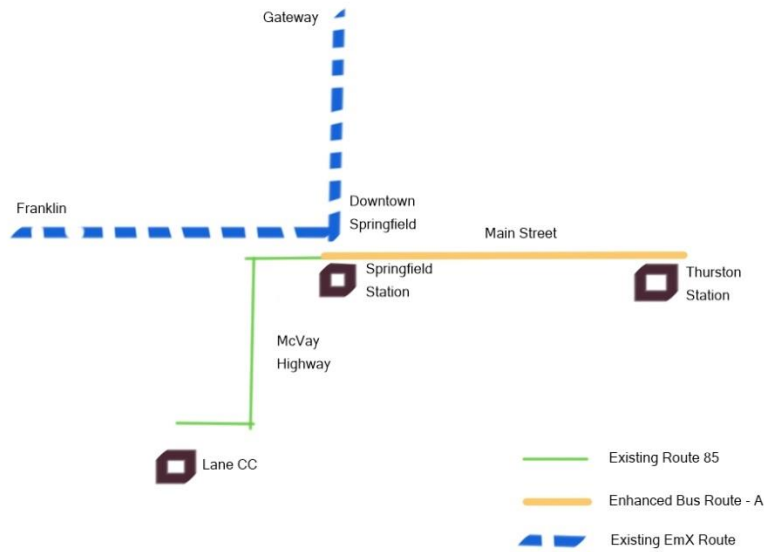 Gateway
Franklin
Downtown
Springfield
Main Street
Springfield
Station
Thurston
Station
McVay
Highway
Lane CC
Existing Route 85
Enhanced Bus Route - A
Existing EmX Route